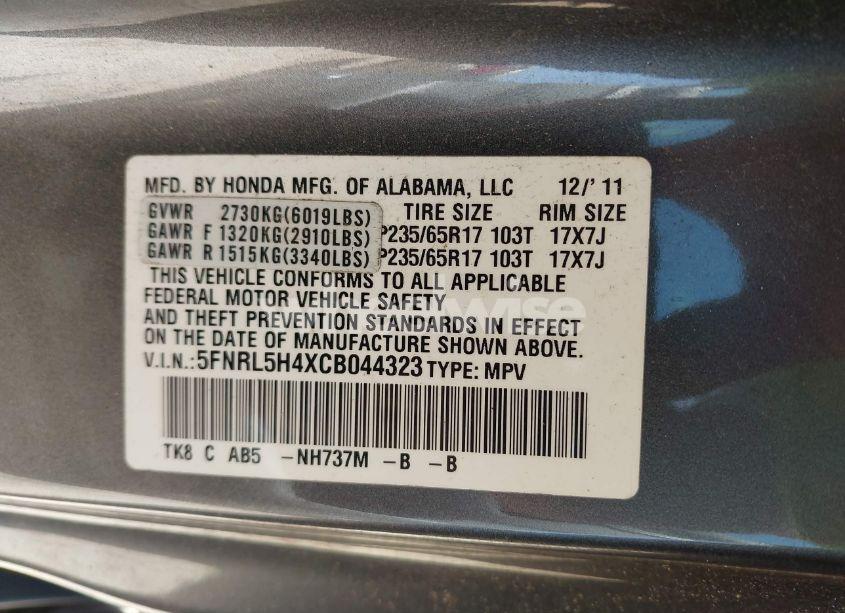 MFD. BY HONDA MFG. OF ALABAMA, LLC 12/' 11
GVWR 2730KG(6019LBS) TIRE SIZE RIM SIZE
GAWR F 1320KG(2910LBS) P235/65R17 103T 17X7J
GAWR R 1515KG(3340LBS) P235/65R17 103T 17X7J
THIS VEHICLE CONFORMS TO ALL APPLICABLE
FEDERAL MOTOR VEHICLE SAFETY
AND THEFT PREVENTION STANDARDS IN EFFECT
ON THE DATE OF MANUFACTURE SHOWN ABOVE.
V.I.N.:5FNRL5H4XCB044323 TYPE: MPV
TK8 C AB5 -NH737M -B -B